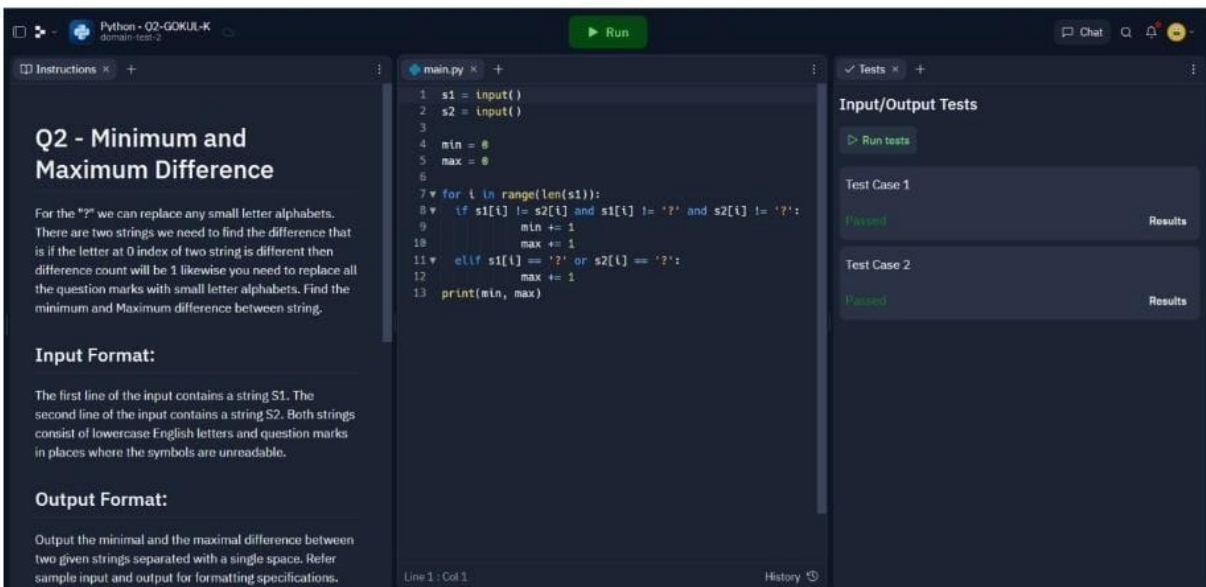 Python - Q2-GOKUL-K
domain-test-2
Run
Chat
Instructions
main.py
Tests
Q2 - Minimum and
Maximum Difference
For the "?" we can replace any small letter alphabets.
There are two strings we need to find the difference that
is if the letter at 0 index of two string is different then
difference count will be 1 likewise you need to replace all
the question marks with small letter alphabets. Find the
minimum and Maximum difference between string.
Input Format:
The first line of the input contains a string S1. The
second line of the input contains a string S2. Both strings
consist of lowercase English letters and question marks
in places where the symbols are unreadable.
Output Format:
Output the minimal and the maximal difference between
two given strings separated with a single space. Refer
sample input and output for formatting specifications.
1 s1 = input()
2 s2 = input()
3
4 min = 0
5 max = 0
6
7 for i in range(len(s1)):
8 if s1[i] != s2[i] and s1[i] != '?' and s2[i] != '?':
9 min += 1
10 max += 1
11 elif s1[i] == '?' or s2[i] == '?':
12 max += 1
13 print(min, max)
Line 1 : Col 1
History
Input/Output Tests
Run tests
Test Case 1
Passed
Results
Test Case 2
Passed
Results